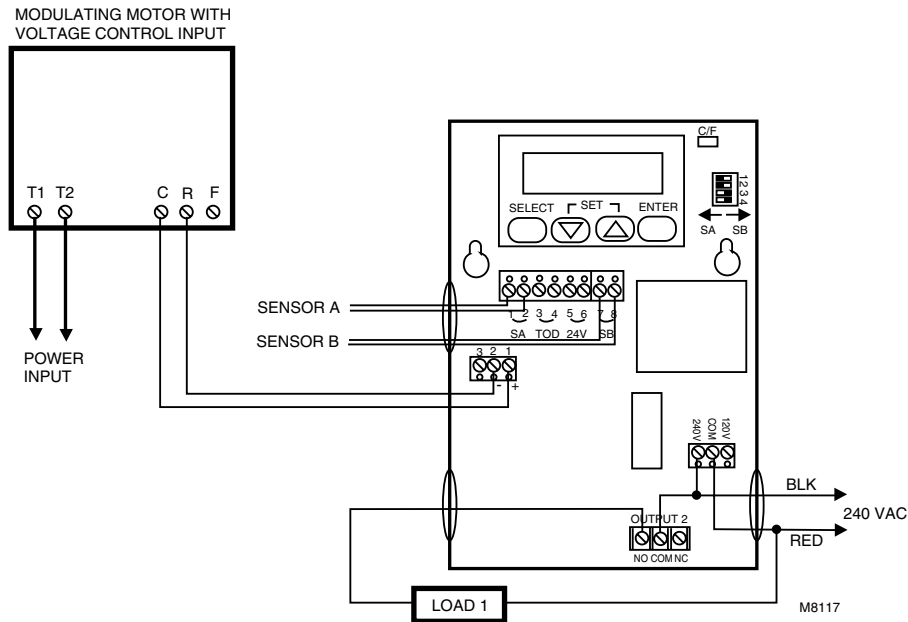 MODULATING MOTOR WITH
VOLTAGE CONTROL INPUT
T1 T2 C R F
POWER
INPUT
C/F
1 2 3 4
SELECT SET ENTER
SA SB
SENSOR A
SENSOR B
1 2 3 4 5 6 7 8
SA TOD 24V SB
3 2 1
- +
240V COM 120V
BLK
240 VAC
RED
OUTPUT 2
NO COM NC
LOAD 1
M8117